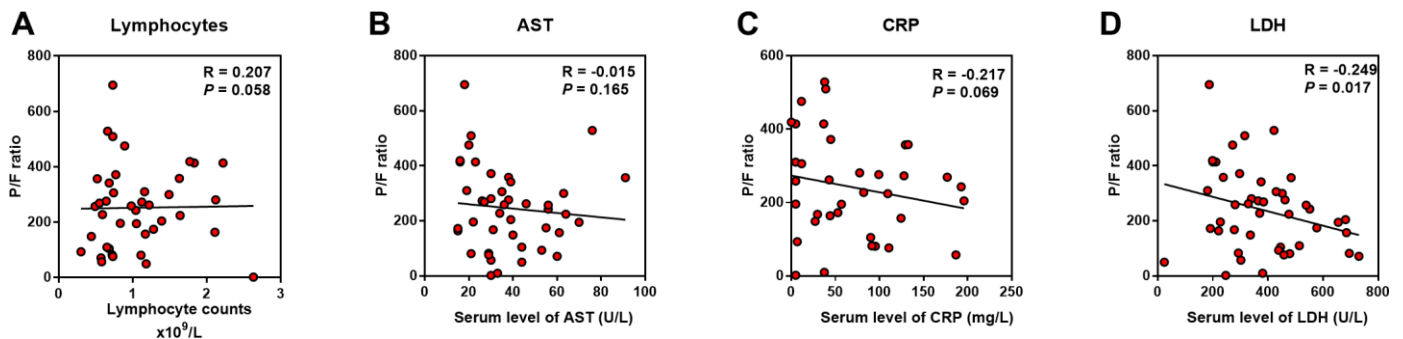 A
Lymphocytes
R = 0.207
P = 0.058
P/F ratio
800
600
400
200
0
0 1 2 3
Lymphocyte counts
x10⁹/L
B
AST
R = -0.015
P = 0.165
P/F ratio
800
600
400
200
0
0 20 40 60 80 100
Serum level of AST (U/L)
C
CRP
R = -0.217
P = 0.069
P/F ratio
600
400
200
0
0 50 100 150 200 250
Serum level of CRP (mg/L)
D
LDH
R = -0.249
P = 0.017
P/F ratio
800
600
400
200
0
0 200 400 600 800
Serum level of LDH (U/L)